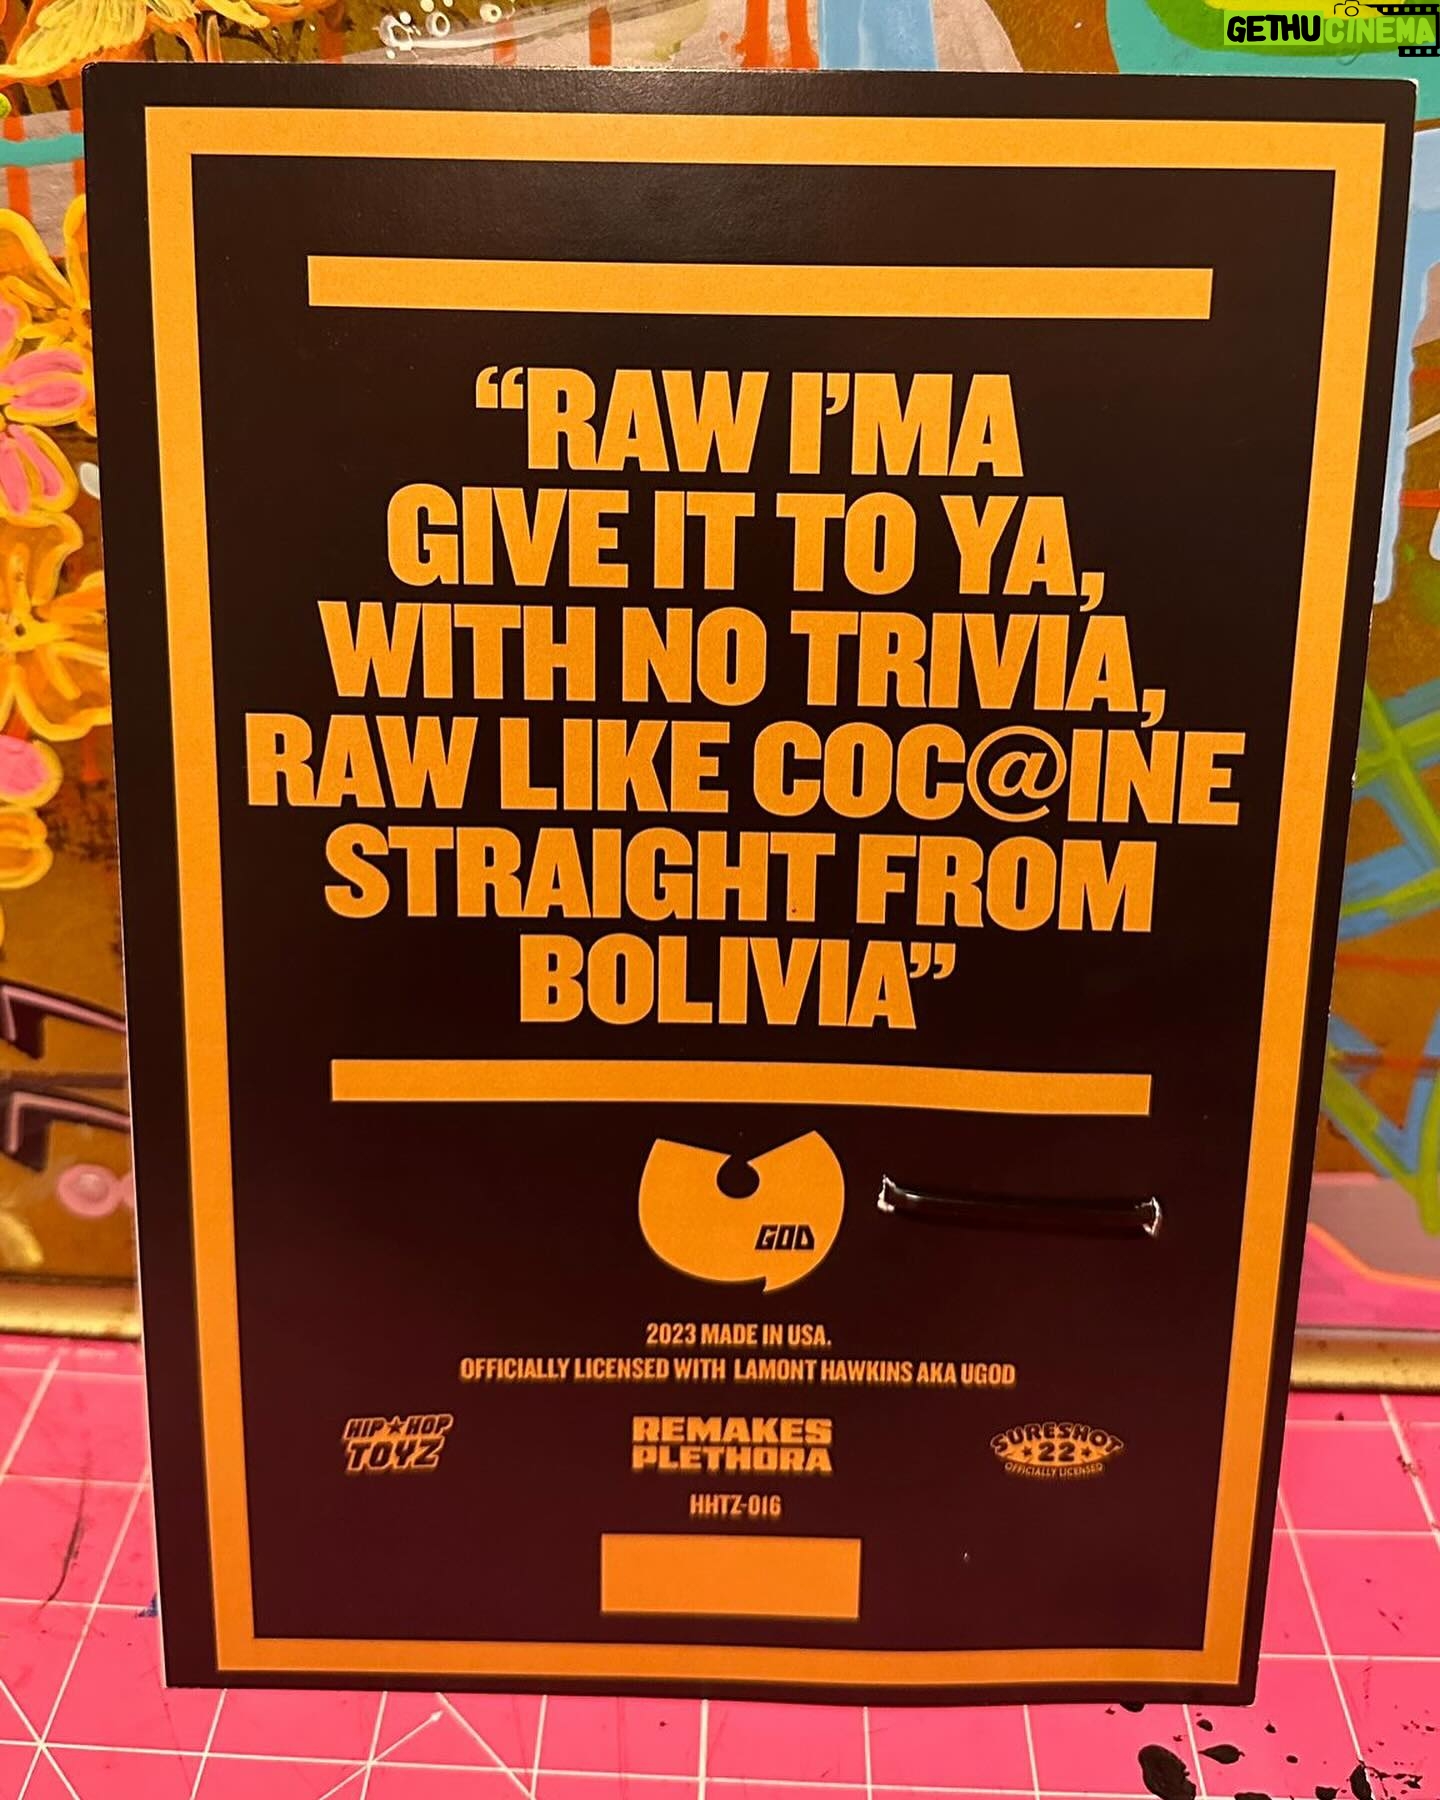 GETHUCINEMA
“RAW I’MA
GIVE IT TO YA,
WITH NO TRIVIA,
RAW LIKE COC@INE
STRAIGHT FROM
BOLIVIA”
GOD
2023 MADE IN USA.
OFFICIALLY LICENSED WITH LAMONT HAWKINS AKA UGOD
HIP★HOP
TOYZ
REMAKES
PLETHORA
SURESHOT
★22★
OFFICIALLY LICENSED
HHTZ-016